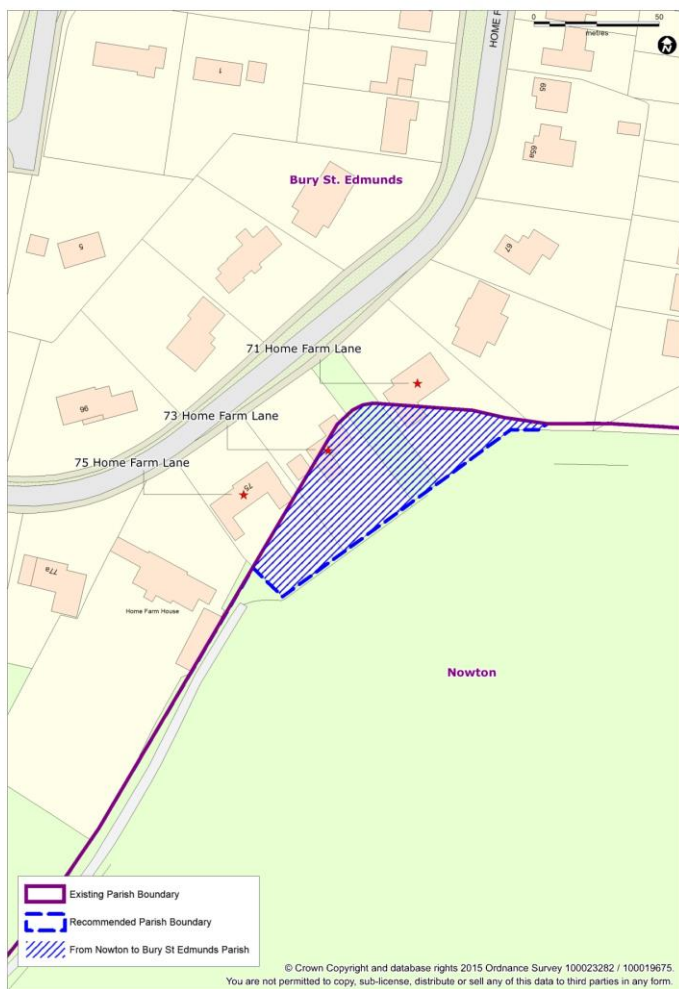 0 50
metres
HOME F
N
1
65
65a
Bury St. Edmunds
5
67
71 Home Farm Lane
96
73 Home Farm Lane
75 Home Farm Lane
75
77a
Home Farm House
Nowton
Existing Parish Boundary
Recommended Parish Boundary
From Nowton to Bury St Edmunds Parish
© Crown Copyright and database rights 2015 Ordnance Survey 100023282 / 100019675.
You are not permitted to copy, sub-license, distribute or sell any of this data to third parties in any form.